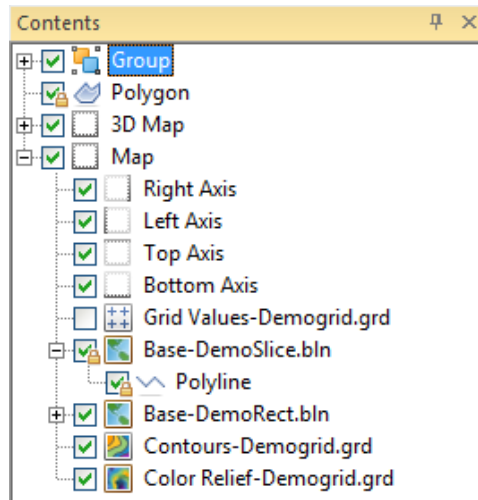 Contents
Group
Polygon
3D Map
Map
Right Axis
Left Axis
Top Axis
Bottom Axis
Grid Values-Demogrid.grd
Base-DemoSlice.bln
Polyline
Base-DemoRect.bln
Contours-Demogrid.grd
Color Relief-Demogrid.grd